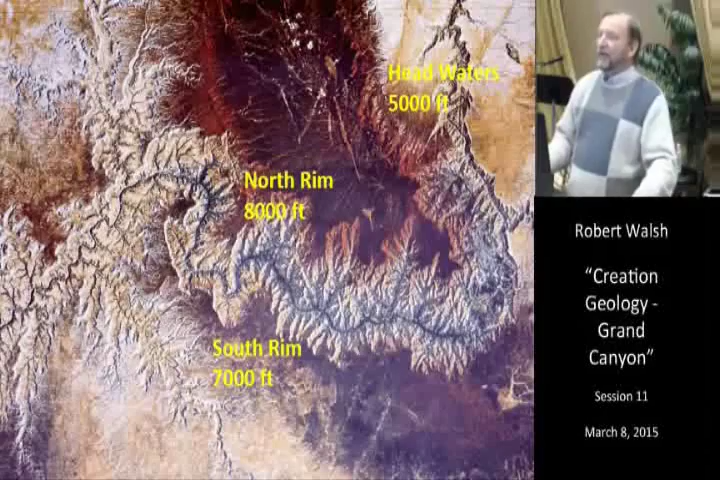 Head Waters
5000 ft
North Rim
8000 ft
South Rim
7000 ft
Robert Walsh
“Creation
Geology -
Grand
Canyon”
Session 11
March 8, 2015